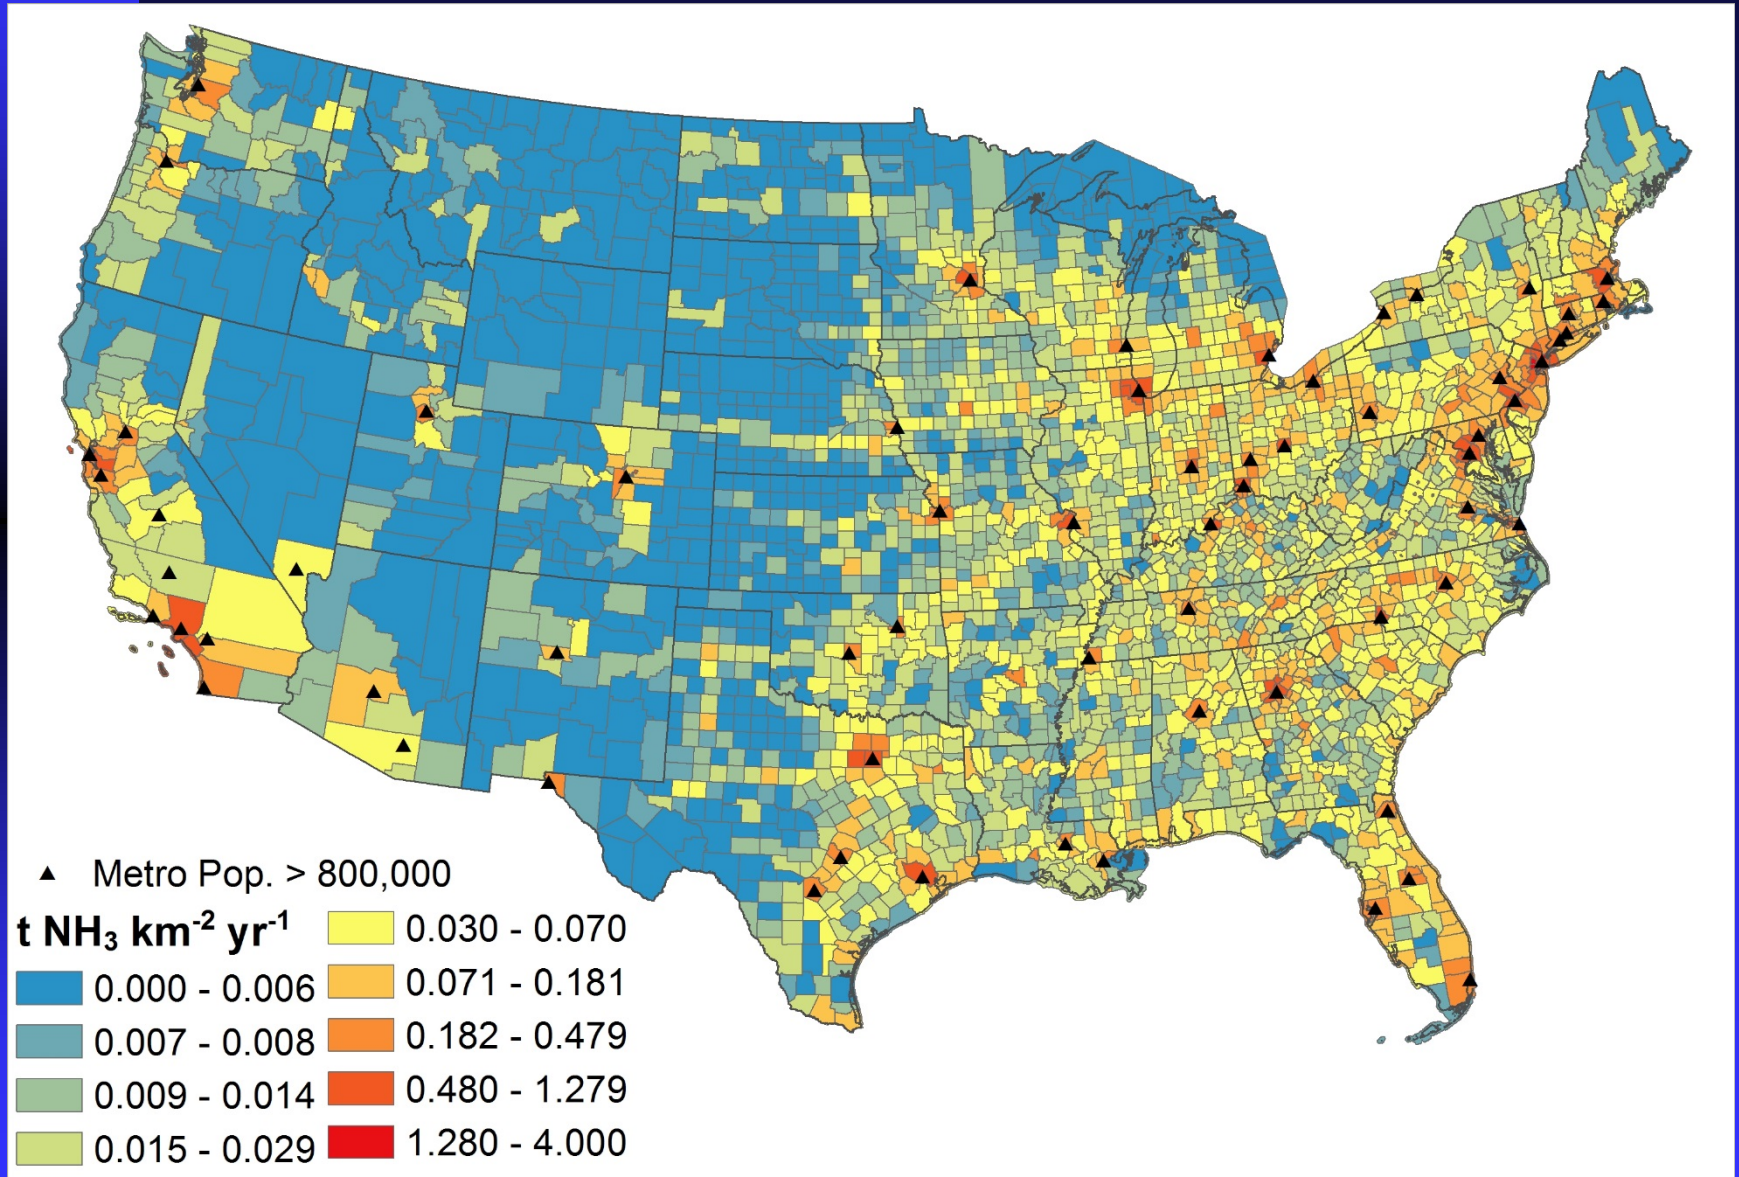 ▲ Metro Pop. > 800,000
t NH₃ km⁻² yr⁻¹
0.000 - 0.006
0.007 - 0.008
0.009 - 0.014
0.015 - 0.029
0.030 - 0.070
0.071 - 0.181
0.182 - 0.479
0.480 - 1.279
1.280 - 4.000